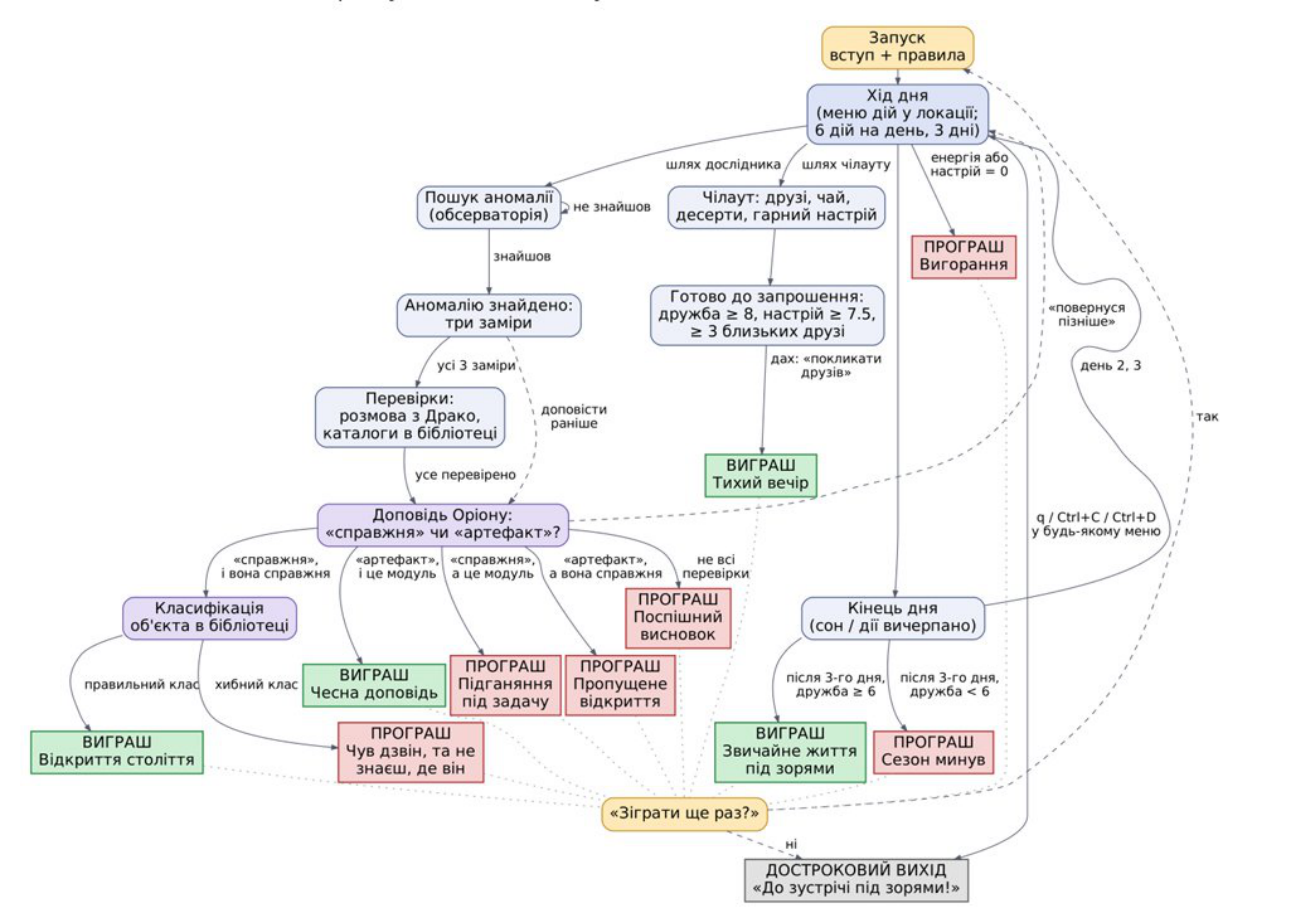 Запуск
вступ + правила
Хід дня
(меню дій у локації;
6 дій на день, 3 дні)
шлях дослідника
шлях чілауту
енергія або
настрій = 0
Пошук аномалії
(обсерваторія)
не знайшов
Чілаут: друзі, чай,
десерти, гарний настрій
ПРОГРАШ
Вигорання
знайшов
Аномалію знайдено:
три заміри
Готово до запрошення:
дружба ≥ 8, настрій ≥ 7.5,
≥ 3 близьких друзі
«повернуся
пізніше»
усі 3 заміри
дах: «покликати
друзів»
день 2, 3
Перевірки:
розмова з Драко,
каталоги в бібліотеці
доповісти
раніше
так
усе перевірено
ВИГРАШ
Тихий вечір
Доповідь Оріону:
«справжня» чи «артефакт»?
q / Ctrl+C / Ctrl+D
у будь-якому меню
«справжня»,
і вона справжня
«артефакт»,
і це модуль
«справжня»,
а це модуль
«артефакт»,
а вона справжня
не всі
перевірки
Класифікація
об'єкта в бібліотеці
ПРОГРАШ
Поспішний
висновок
Кінець дня
(сон / дії вичерпано)
правильний клас
хибний клас
ВИГРАШ
Чесна доповідь
ПРОГРАШ
Підганяння
під задачу
ПРОГРАШ
Пропущене
відкриття
після 3-го дня,
дружба ≥ 6
після 3-го дня,
дружба < 6
ВИГРАШ
Відкриття століття
ПРОГРАШ
Чув дзвін, та не
знаєш, де він
ВИГРАШ
Звичайне життя
під зорями
ПРОГРАШ
Сезон минув
«Зіграти ще раз?»
ні
ДОСТРОКОВИЙ ВИХІД
«До зустрічі під зорями!»